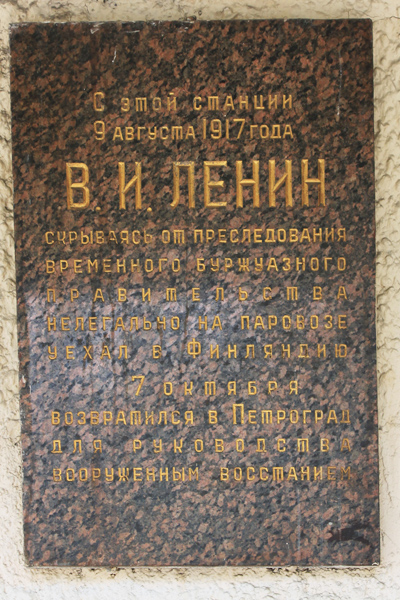 С этой станции
9 августа 1917 года
В. И. ЛЕНИН
скрываясь от преследования
временного буржуазного
правительства
нелегально на паровозе
уехал в Финляндию
7 октября
возвратился в Петроград
для руководства
вооруженным восстанием